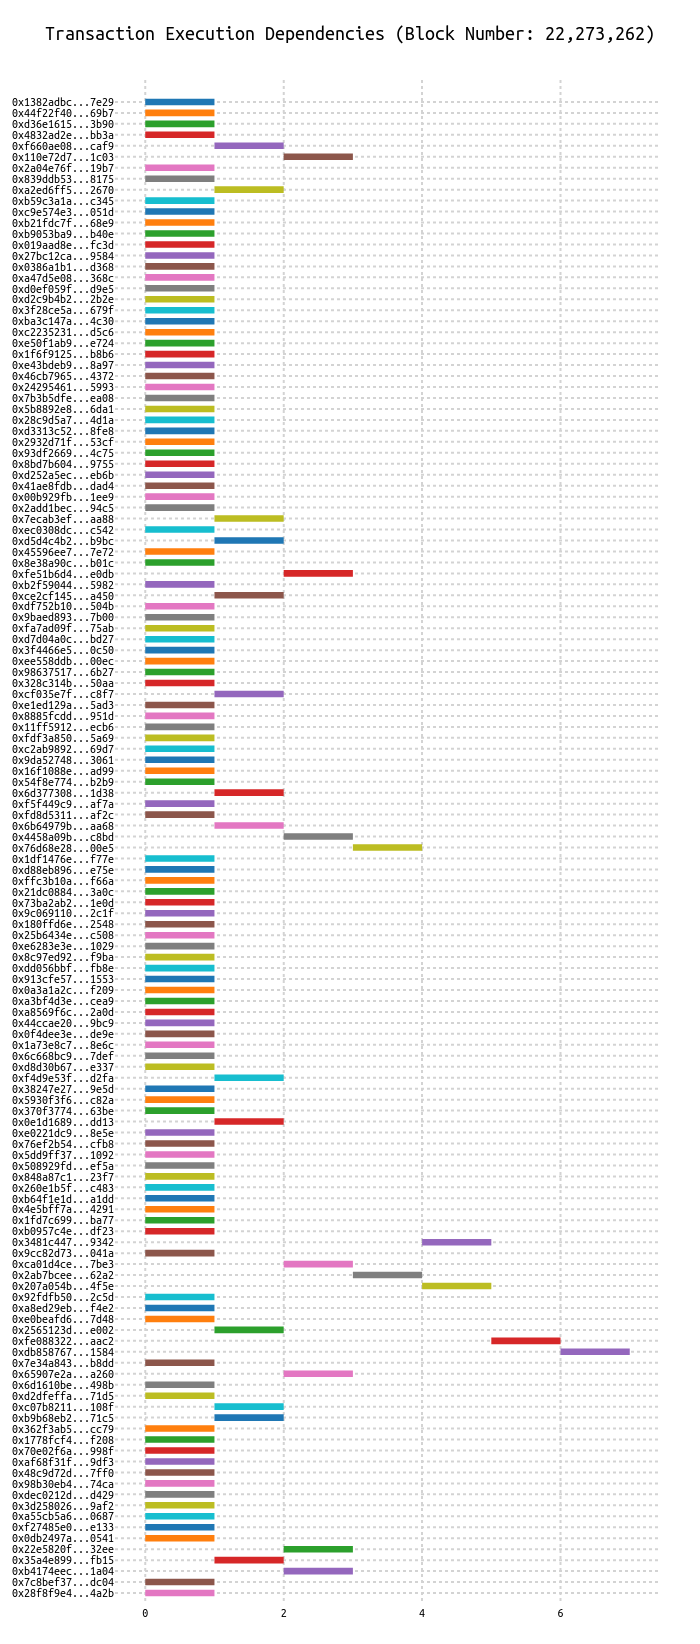 Transaction Execution Dependencies (Block Number: 22,273,262)
0x1382adbc...7e29
0x44f22f40...69b7
0xd36e1615...3b90
0x4832ad2e...bb3a
0xf660ae08...caf9
0x110e72d7...1c03
0x2a04e76f...19b7
0x839ddb53...8175
0xa2ed6ff5...2670
0xb59c3a1a...c345
0xc9e574e3...051d
0xb21fdc7f...68e9
0xb9053ba9...b40e
0x019aad8e...fc3d
0x27bc12ca...9584
0x0386a1b1...d368
0xa47d5e08...368c
0xd0ef059f...d9e5
0xd2c9b4b2...2b2e
0x3f28ce5a...679f
0xba3c147a...4c30
0xc2235231...d5c6
0xe50f1ab9...e724
0x1f6f9125...b8b6
0xe43bdeb9...8a97
0x46cb7965...4372
0x24295461...5993
0x7b3b5dfe...ea08
0x5b8892e8...6da1
0x28c9d5a7...4d1a
0xd3313c52...8fe8
0x2932d71f...53cf
0x93df2669...4c75
0x8bd7b604...9755
0xd252a5ec...eb6b
0x41ae8fdb...dad4
0x00b929fb...1ee9
0x2add1bec...94c5
0x7ecab3ef...aa88
0xec0308dc...c542
0xd5d4c4b2...b9bc
0x45596ee7...7e72
0x8e38a90c...b01c
0xfe51b6d4...e0db
0xb2f59044...5982
0xce2cf145...a450
0xdf752b10...504b
0x9baed893...7b00
0xfa7ad09f...75ab
0xd7d04a0c...bd27
0x3f4466e5...0c50
0xee558ddb...00ec
0x98637517...6b27
0x328c314b...50aa
0xcf035e7f...c8f7
0xe1ed129a...5ad3
0x8885fcdd...951d
0x11ff5912...ecb6
0xfdf3a850...5a69
0xc2ab9892...69d7
0x9da52748...3061
0x16f1088e...ad99
0x54f8e774...b2b9
0x6d377308...1d38
0xf5f449c9...af7a
0xfd8d5311...af2c
0x6b64979b...aa68
0x4458a09b...c8bd
0x76d68e28...00e5
0x1df1476e...f77e
0xd88eb896...e75e
0xffc3b10a...f66a
0x21dc0884...3a0c
0x73ba2ab2...1e0d
0x9c069110...2c1f
0x180ffd6e...2548
0x25b6434e...c508
0xe6283e3e...1029
0x8c97ed92...f9ba
0xdd056bbf...fb8e
0x913cfe57...1553
0x0a3a1a2c...f209
0xa3bf4d3e...cea9
0xa8569f6c...2a0d
0x44ccae20...9bc9
0x0f4dee3e...de9e
0x1a73e8c7...8e6c
0x6c668bc9...7def
0xd8d30b67...e337
0xf4d9e53f...d2fa
0x38247e27...9e5d
0x5930f3f6...c82a
0x370f3774...63be
0x0e1d1689...dd13
0xe0221dc9...8e5e
0x76ef2b54...cfb8
0x5dd9ff37...1092
0x508929fd...ef5a
0x848a87c1...23f7
0x260e1b5f...c483
0xb64f1e1d...a1dd
0x4e5bff7a...4291
0x1fd7c699...ba77
0xb0957c4e...df23
0x3481c447...9342
0x9cc82d73...041a
0xca01d4ce...7be3
0x2ab7bcee...62a2
0x207a054b...4f5e
0x92fdfb50...2c5d
0xa8ed29eb...f4e2
0xe0beafd6...7d48
0x2565123d...e002
0xfe088322...aac2
0xdb858767...1584
0x7e34a843...b8dd
0x65907e2a...a260
0x6d1610be...498b
0xd2dfeffa...71d5
0xc07b8211...108f
0xb9b68eb2...71c5
0x362f3ab5...cc79
0x1778fcf4...f208
0x70e02f6a...998f
0xaf68f31f...9df3
0x48c9d72d...7ff0
0x98b30eb4...74ca
0xdec0212d...d429
0x3d258026...9af2
0xa55cb5a6...0687
0xf27485e0...e133
0x0db2497a...0541
0x22e5820f...32ee
0x35a4e899...fb15
0xb4174eec...1a04
0x7c8bef37...dc04
0x28f8f9e4...4a2b
0 2 4 6